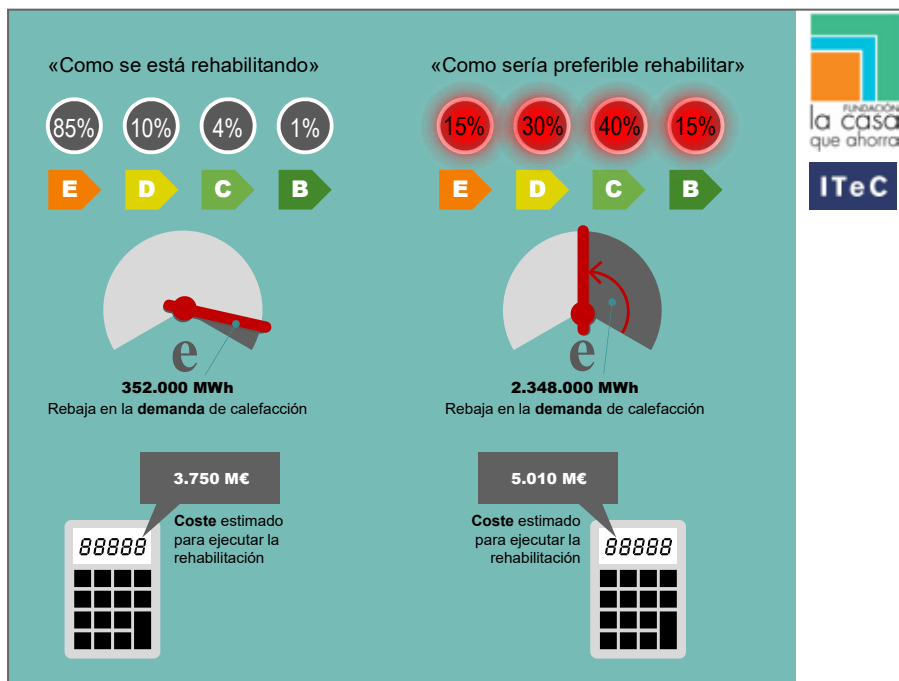 «Como se está rehabilitando»
85% 10% 4% 1%
E D C B
e
352.000 MWh
Rebaja en la demanda de calefacción
3.750 M€
Coste estimado
para ejecutar la
rehabilitación
88888
«Como sería preferible rehabilitar»
15% 30% 40% 15%
E D C B
e
2.348.000 MWh
Rebaja en la demanda de calefacción
5.010 M€
Coste estimado
para ejecutar la
rehabilitación
88888
FUNDACIÓN
la casa
que ahorra
ITeC